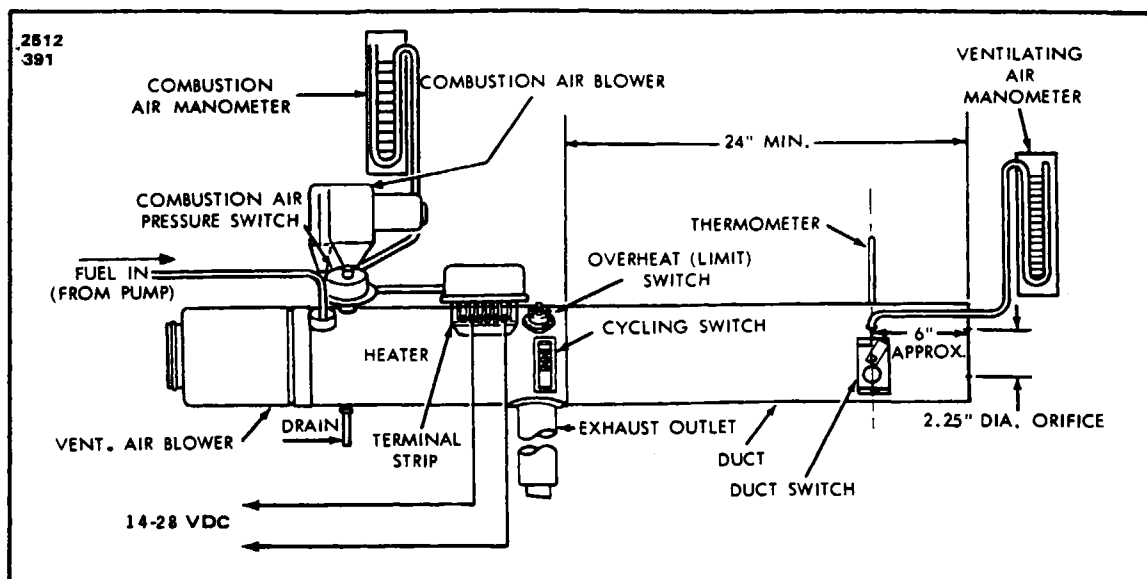 2512
391
COMBUSTION
AIR MANOMETER
COMBUSTION AIR BLOWER
VENTILATING
AIR
MANOMETER
24" MIN.
COMBUSTION AIR
PRESSURE SWITCH
THERMOMETER
FUEL IN
(FROM PUMP)
OVERHEAT (LIMIT)
SWITCH
CYCLING SWITCH
HEATER
6"
APPROX.
2.25" DIA. ORIFICE
VENT. AIR BLOWER
DRAIN
TERMINAL
STRIP
EXHAUST OUTLET
DUCT
DUCT SWITCH
14-28 VDC